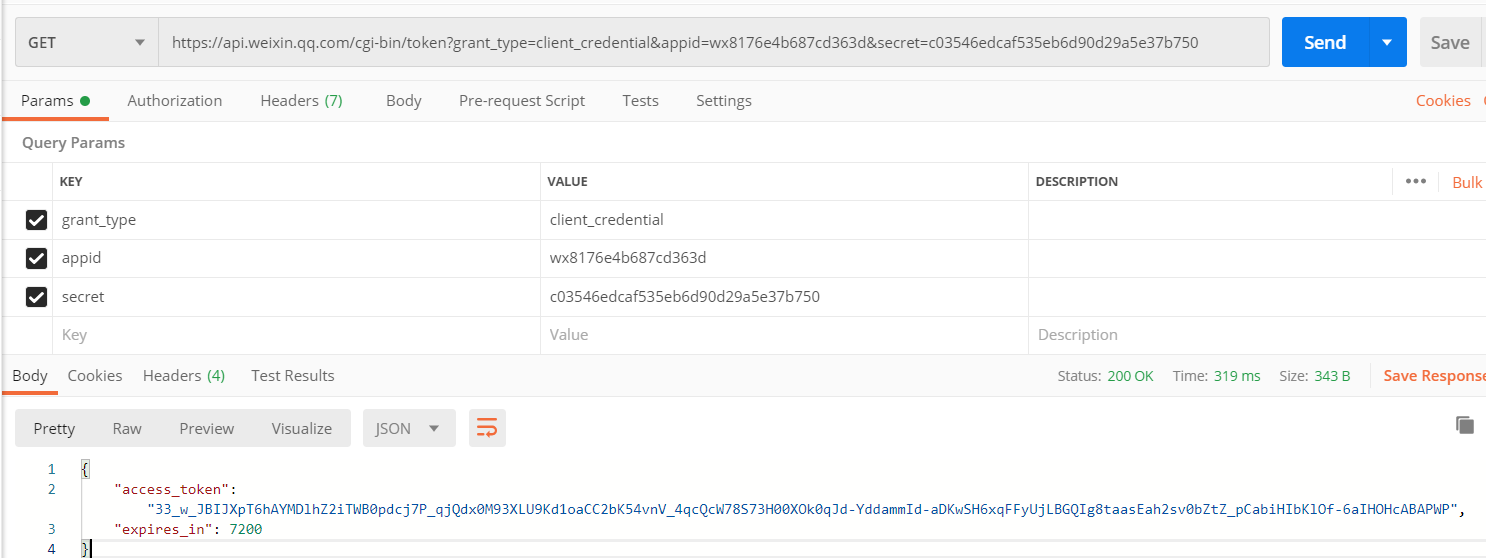 GET https://api.weixin.qq.com/cgi-bin/token?grant_type=client_credential&appid=wx8176e4b687cd363d&secret=c03546edcaf535eb6d90d29a5e37b750 Send Save
Params Authorization Headers (7) Body Pre-request Script Tests Settings Cookies
Query Params
KEY VALUE DESCRIPTION ••• Bulk
grant_type client_credential
appid wx8176e4b687cd363d
secret c03546edcaf535eb6d90d29a5e37b750
Key Value Description
Body Cookies Headers (4) Test Results Status: 200 OK Time: 319 ms Size: 343 B Save Response
Pretty Raw Preview Visualize JSON
1 {
2 "access_token":
"33_w_JBIJXpT6hAYMDlhZ2iTWB0pdcj7P_qjQdx0M93XLU9Kd1oaCC2bK54vnV_4qcQcW78S73H00XOk0qJd-YddammId-aDKwSH6xqFFyUjLBGQIg8taasEah2sv0bZtZ_pCabiHIbKlOf-6aIHOHcABAPWP",
3 "expires_in": 7200
4 }